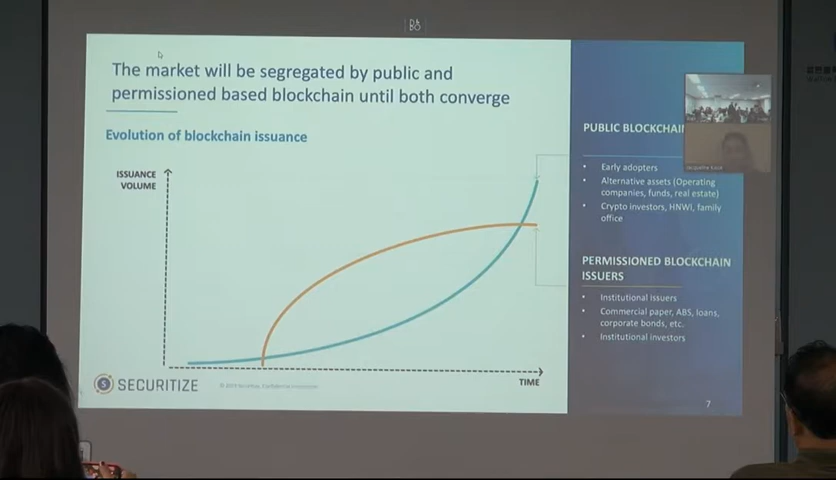 The market will be segregated by public and
permissioned based blockchain until both converge
Evolution of blockchain issuance
ISSUANCE
VOLUME
TIME
SECURITIZE
PUBLIC BLOCKCHAIN
• Early adopters
• Alternative assets (Operating
companies, funds, real estate)
• Crypto investors, HNWI, family
office
PERMISSIONED BLOCKCHAIN
ISSUERS
• Institutional issuers
• Commercial paper, ABS, loans,
corporate bonds, etc.
• Institutional investors
7